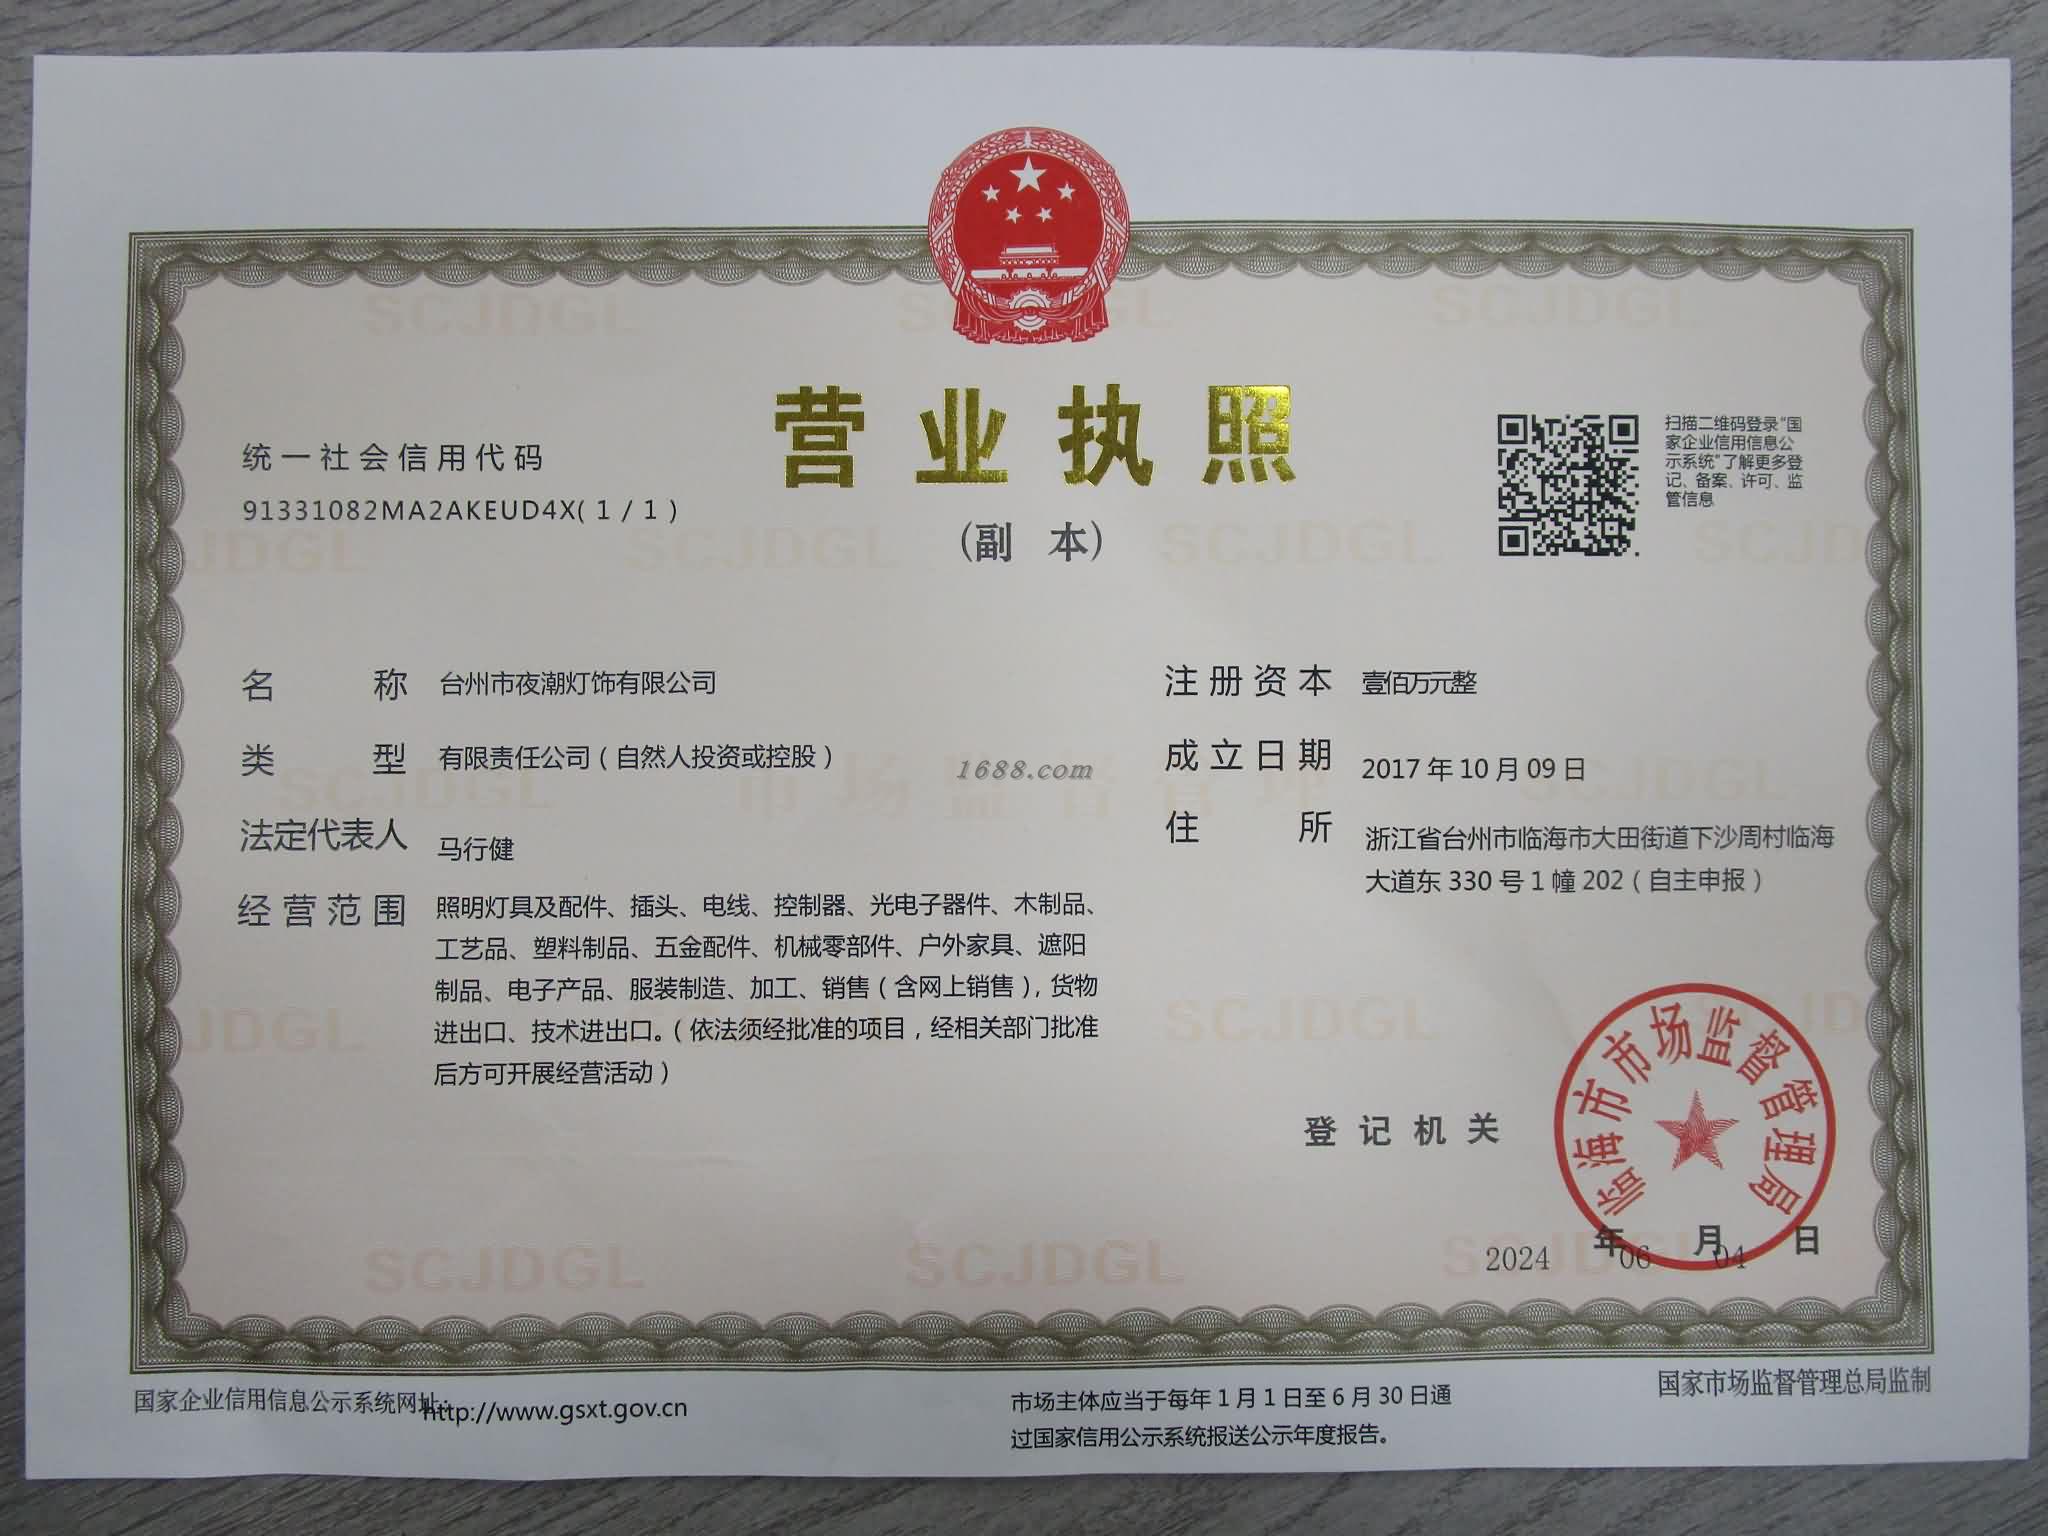 营业执照
(副 本)
统一社会信用代码
91331082MA2AKEUD4X(1/1)
扫描二维码登录"国
家企业信用信息公
示系统"了解更多登
记、备案、许可、监
管信息
名 称 台州市夜潮灯饰有限公司
类 型 有限责任公司(自然人投资或控股)
法定代表人 马行健
经营范围 照明灯具及配件、插头、电线、控制器、光电子器件、木制品、
工艺品、塑料制品、五金配件、机械零部件、户外家具、遮阳
制品、电子产品、服装制造、加工、销售(含网上销售),货物
进出口、技术进出口。(依法须经批准的项目,经相关部门批准
后方可开展经营活动)
注册资本 壹佰万元整
成立日期 2017 年 10 月 09 日
住 所 浙江省台州市临海市大田街道下沙周村临海
大道东 330 号 1 幢 202(自主申报)
1688.com
登记机关
临海市市场监督管理局
2024 年 06 月 04 日
国家企业信用信息公示系统网址:http://www.gsxt.gov.cn
市场主体应当于每年 1 月 1 日至 6 月 30 日通
过国家信用公示系统报送公示年度报告。
国家市场监督管理总局监制
SCJDGL
市场监督管理